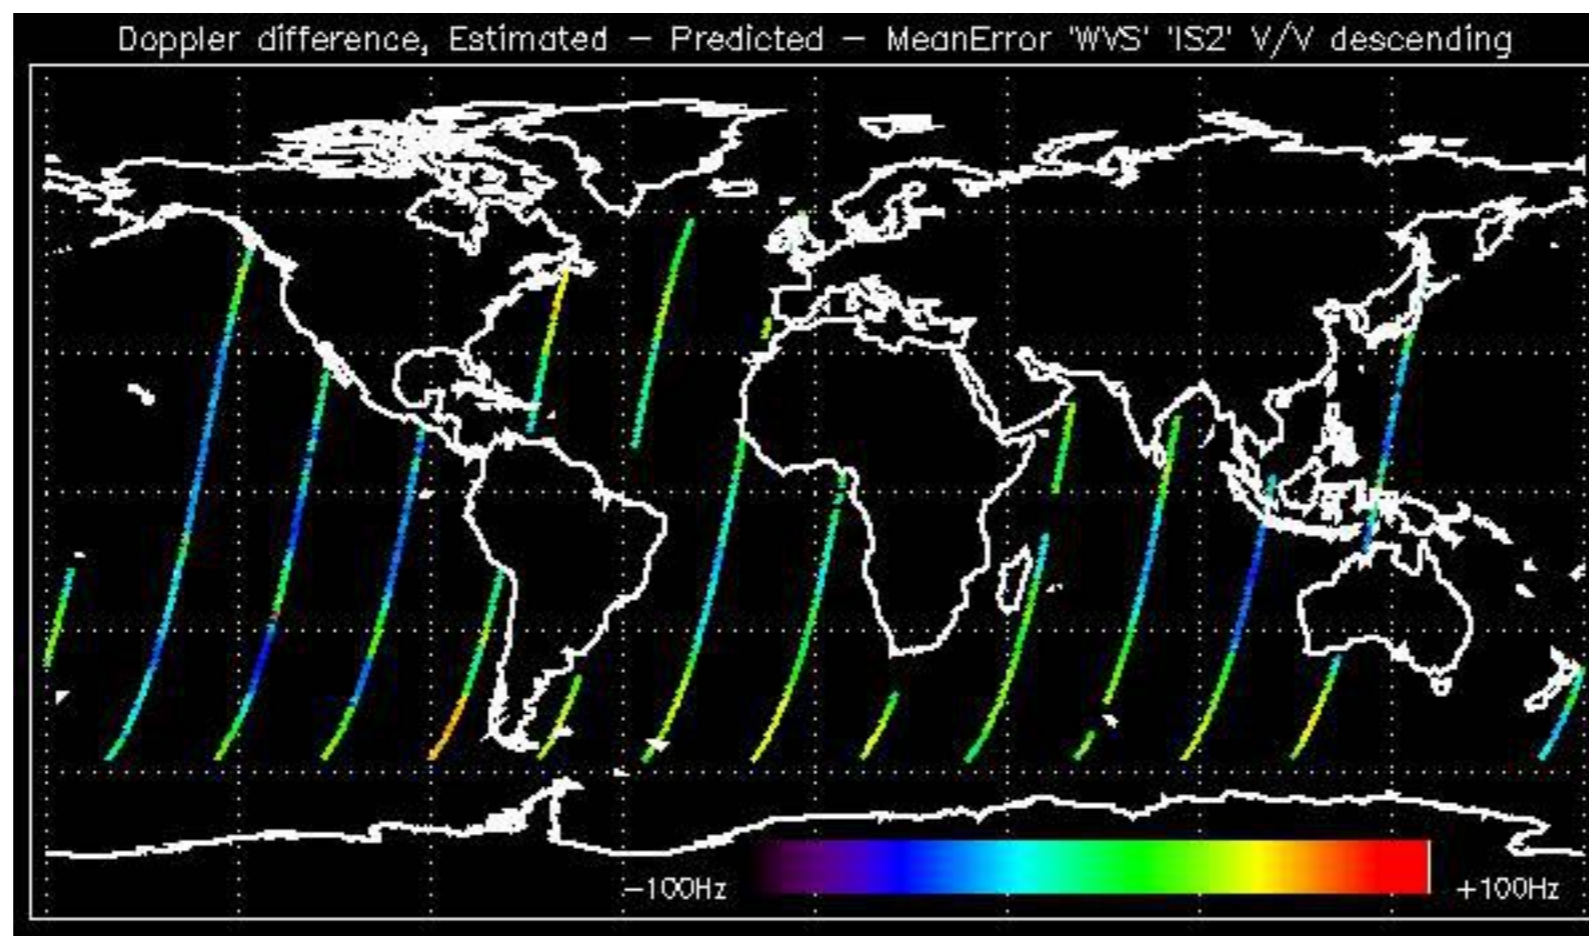 Doppler difference, Estimated – Predicted – MeanError 'WVS' 'IS2' V/V descending
–100Hz
+100Hz